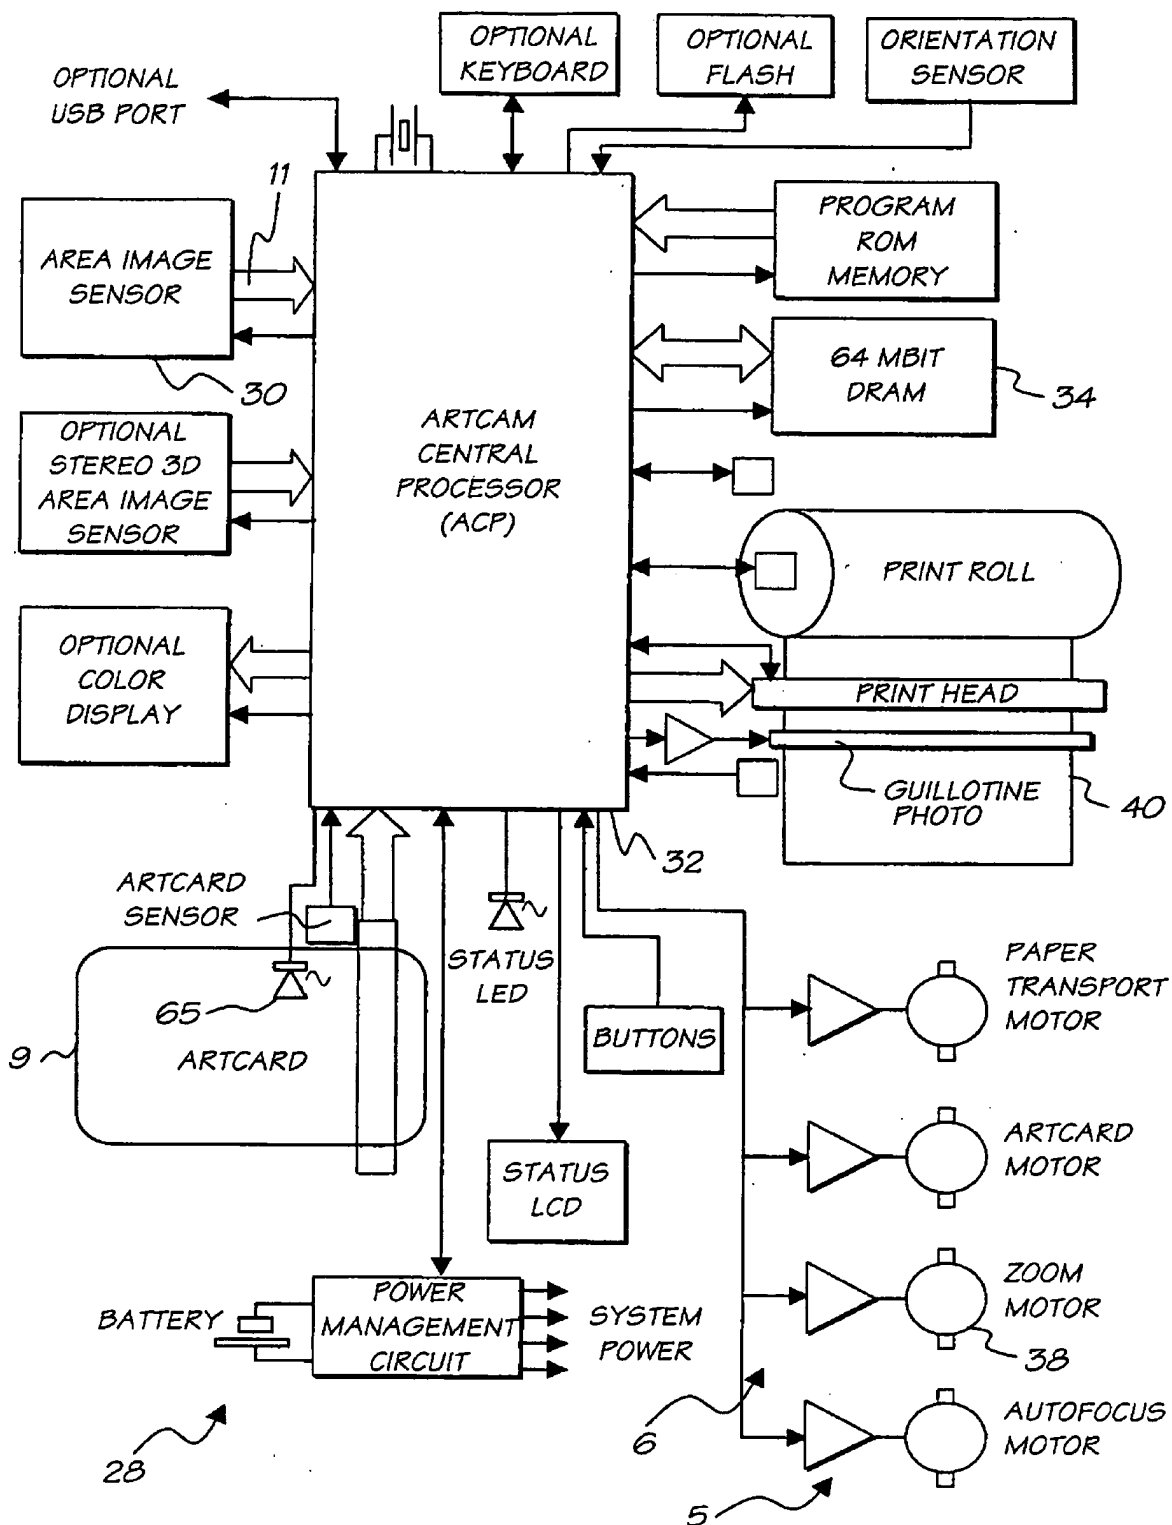 OPTIONAL
KEYBOARD
OPTIONAL
FLASH
ORIENTATION
SENSOR
OPTIONAL
USB PORT
11
AREA IMAGE
SENSOR
30
PROGRAM
ROM
MEMORY
64 MBIT
DRAM
34
OPTIONAL
STEREO 3D
AREA IMAGE
SENSOR
ARTCAM
CENTRAL
PROCESSOR
(ACP)
PRINT ROLL
OPTIONAL
COLOR
DISPLAY
PRINT HEAD
GUILLOTINE
PHOTO
40
32
ARTCARD
SENSOR
STATUS
LED
65
9
ARTCARD
BUTTONS
STATUS
LCD
PAPER
TRANSPORT
MOTOR
ARTCARD
MOTOR
ZOOM
MOTOR
38
AUTOFOCUS
MOTOR
BATTERY
POWER
MANAGEMENT
CIRCUIT
SYSTEM
POWER
28
6
5